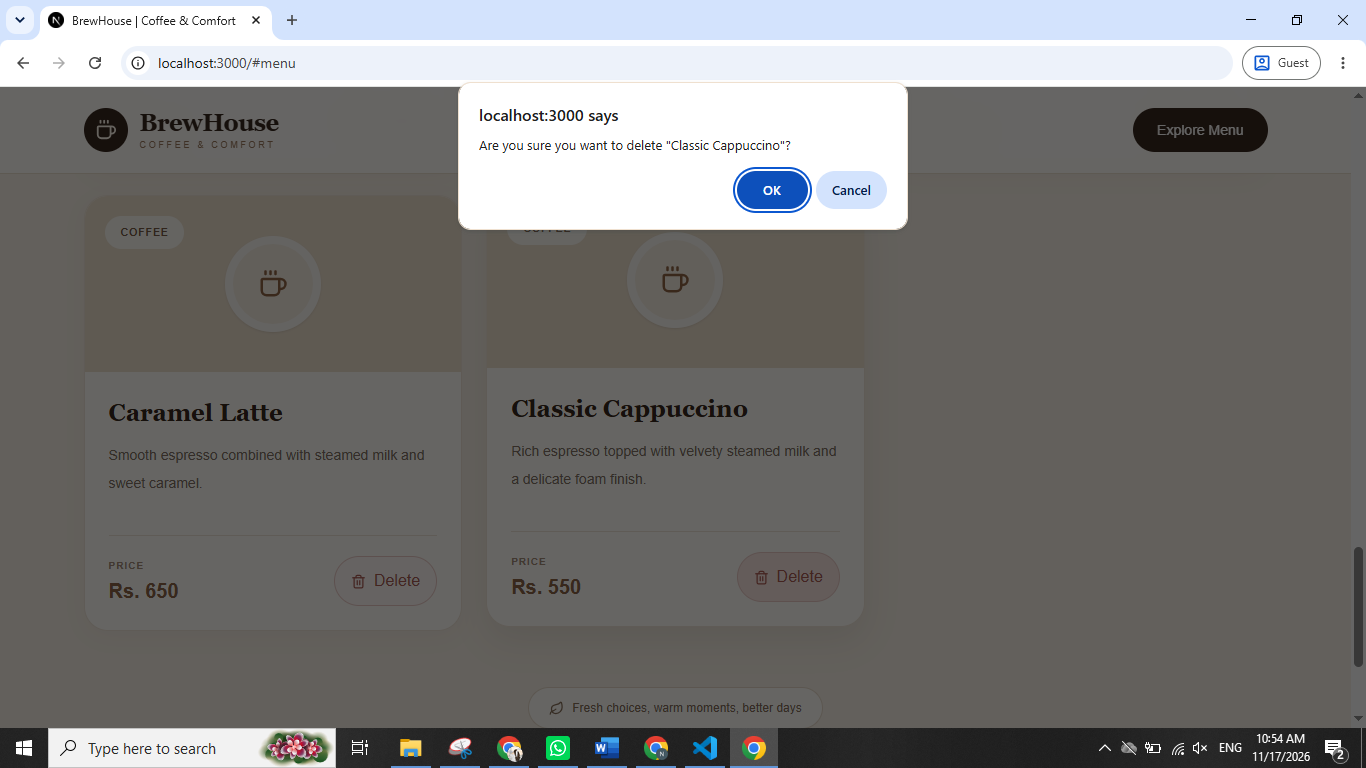 BrewHouse | Coffee & Comfort
localhost:3000/#menu
Guest
localhost:3000 says
Are you sure you want to delete "Classic Cappuccino"?
OK
Cancel
BrewHouse
COFFEE & COMFORT
Explore Menu
COFFEE
COFFEE
Caramel Latte
Smooth espresso combined with steamed milk and
sweet caramel.
PRICE
Rs. 650
Delete
Classic Cappuccino
Rich espresso topped with velvety steamed milk and
a delicate foam finish.
PRICE
Rs. 550
Delete
Fresh choices, warm moments, better days
Type here to search
ENG
10:54 AM
11/17/2026
2